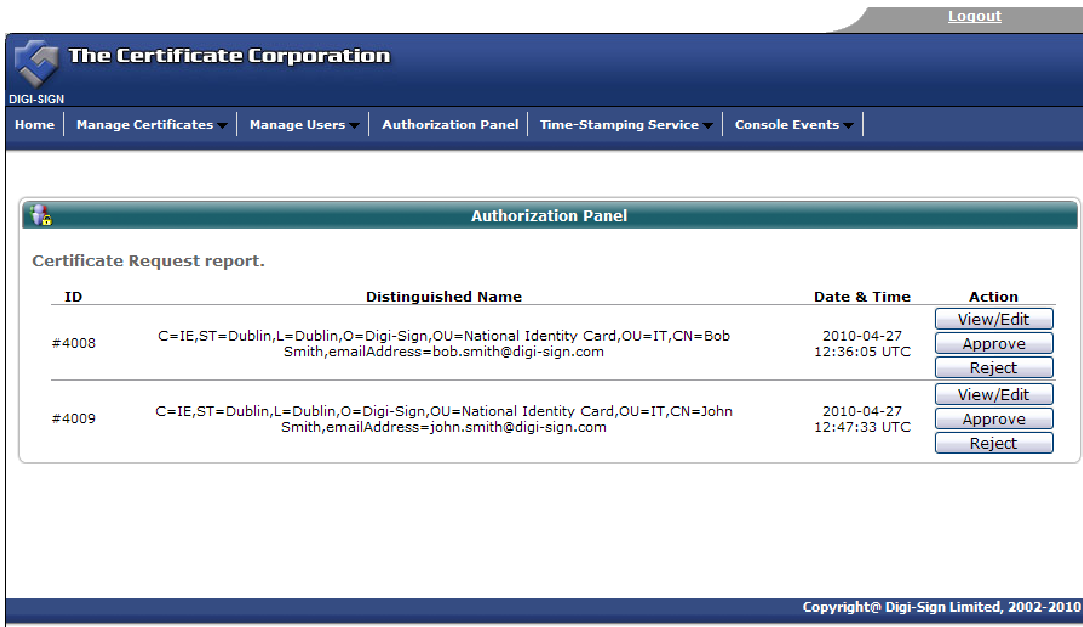 Logout
The Certificate Corporation
DIGI-SIGN
Home Manage Certificates Manage Users Authorization Panel Time-Stamping Service Console Events
Authorization Panel
Certificate Request report.
ID Distinguished Name Date & Time Action
#4008 C=IE,ST=Dublin,L=Dublin,O=Digi-Sign,OU=National Identity Card,OU=IT,CN=Bob
Smith,emailAddress=bob.smith@digi-sign.com
2010-04-27
12:36:05 UTC
View/Edit
Approve
Reject
#4009 C=IE,ST=Dublin,L=Dublin,O=Digi-Sign,OU=National Identity Card,OU=IT,CN=John
Smith,emailAddress=john.smith@digi-sign.com
2010-04-27
12:47:33 UTC
View/Edit
Approve
Reject
Copyright@ Digi-Sign Limited, 2002-2010